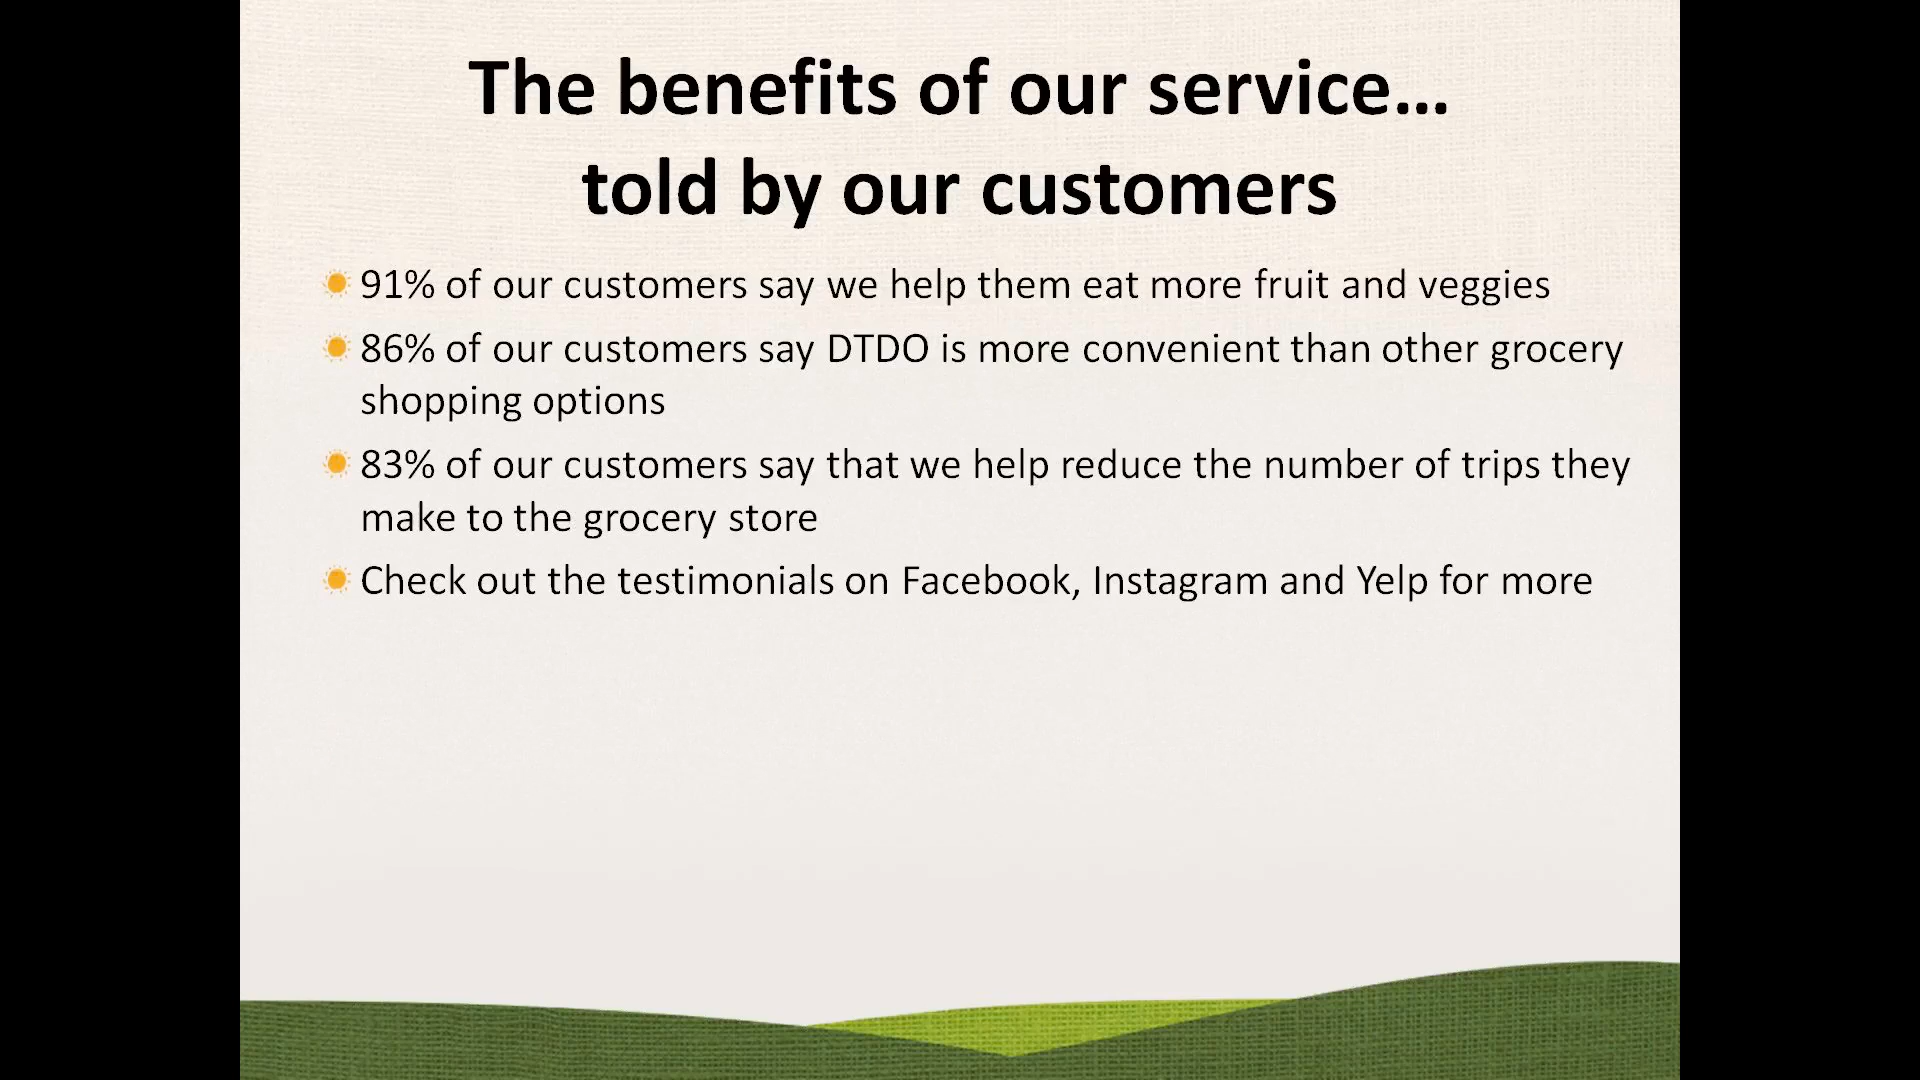 The benefits of our service…
told by our customers
91% of our customers say we help them eat more fruit and veggies
86% of our customers say DTDO is more convenient than other grocery
shopping options
83% of our customers say that we help reduce the number of trips they
make to the grocery store
Check out the testimonials on Facebook, Instagram and Yelp for more